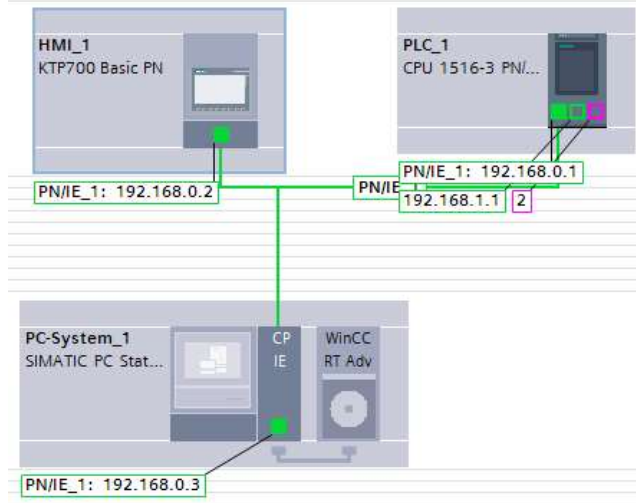 HMI_1
KTP700 Basic PN
PLC_1
CPU 1516-3 PN/...
PN/IE_1: 192.168.0.2
PN/IE
PN/IE_1: 192.168.0.1
192.168.1.1
2
PC-System_1
SIMATIC PC Stat...
CP
IE
WinCC
RT Adv
PN/IE_1: 192.168.0.3